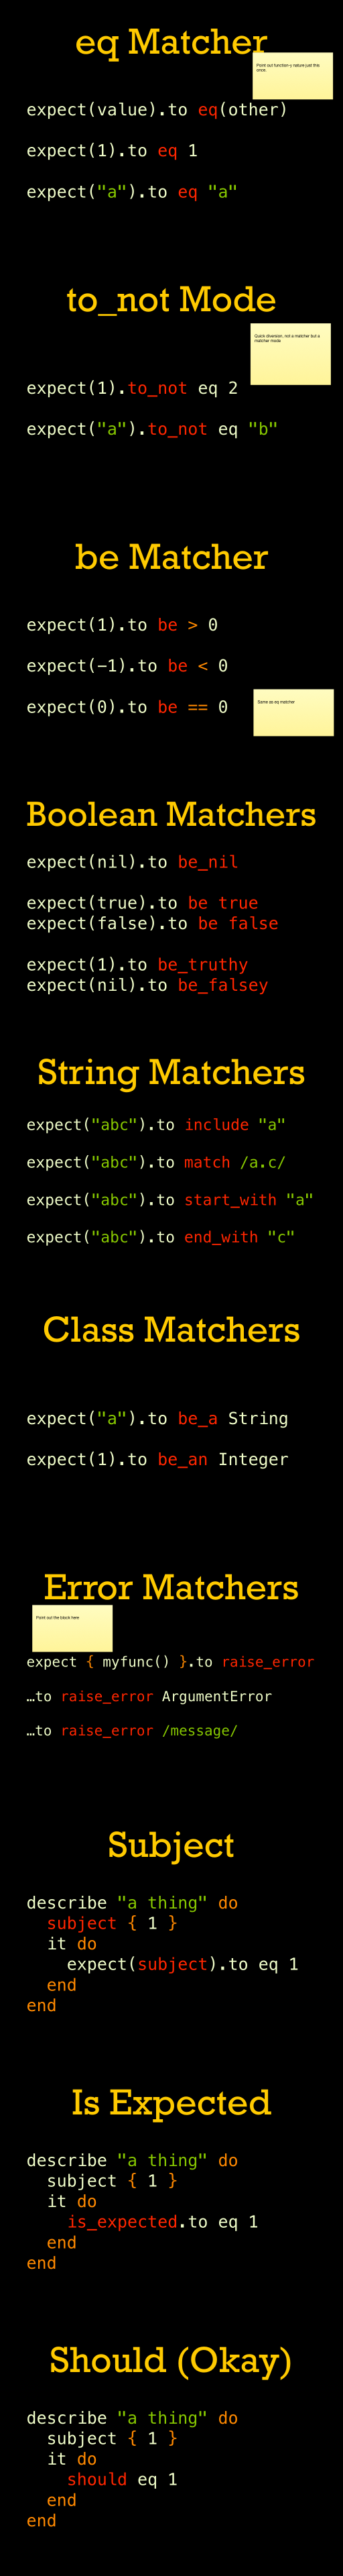 eq Matcher
Point out function-y nature just this
once.
expect(value).to eq(other)
expect(1).to eq 1
expect("a").to eq "a"
to_not Mode
Quick diversion, not a matcher but a
matcher mode
expect(1).to_not eq 2
expect("a").to_not eq "b"
be Matcher
expect(1).to be > 0
expect(-1).to be < 0
expect(0).to be == 0
Same as eq matcher
Boolean Matchers
expect(nil).to be_nil
expect(true).to be true
expect(false).to be false
expect(1).to be_truthy
expect(nil).to be_falsey
String Matchers
expect("abc").to include "a"
expect("abc").to match /a.c/
expect("abc").to start_with "a"
expect("abc").to end_with "c"
Class Matchers
expect("a").to be_a String
expect(1).to be_an Integer
Error Matchers
Point out the block here
expect { myfunc() }.to raise_error
…to raise_error ArgumentError
…to raise_error /message/
Subject
describe "a thing" do
  subject { 1 }
  it do
    expect(subject).to eq 1
  end
end
Is Expected
describe "a thing" do
  subject { 1 }
  it do
    is_expected.to eq 1
  end
end
Should (Okay)
describe "a thing" do
  subject { 1 }
  it do
    should eq 1
  end
end